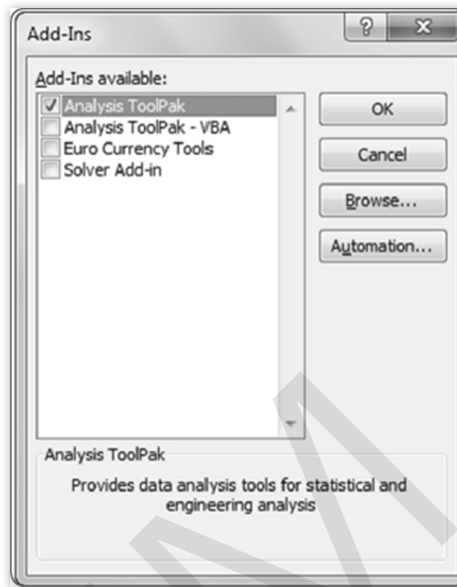 Add-Ins
?
Add-Ins available:
Analysis ToolPak
Analysis ToolPak - VBA
Euro Currency Tools
Solver Add-in
OK
Cancel
Browse...
Automation...
Analysis ToolPak
Provides data analysis tools for statistical and
engineering analysis